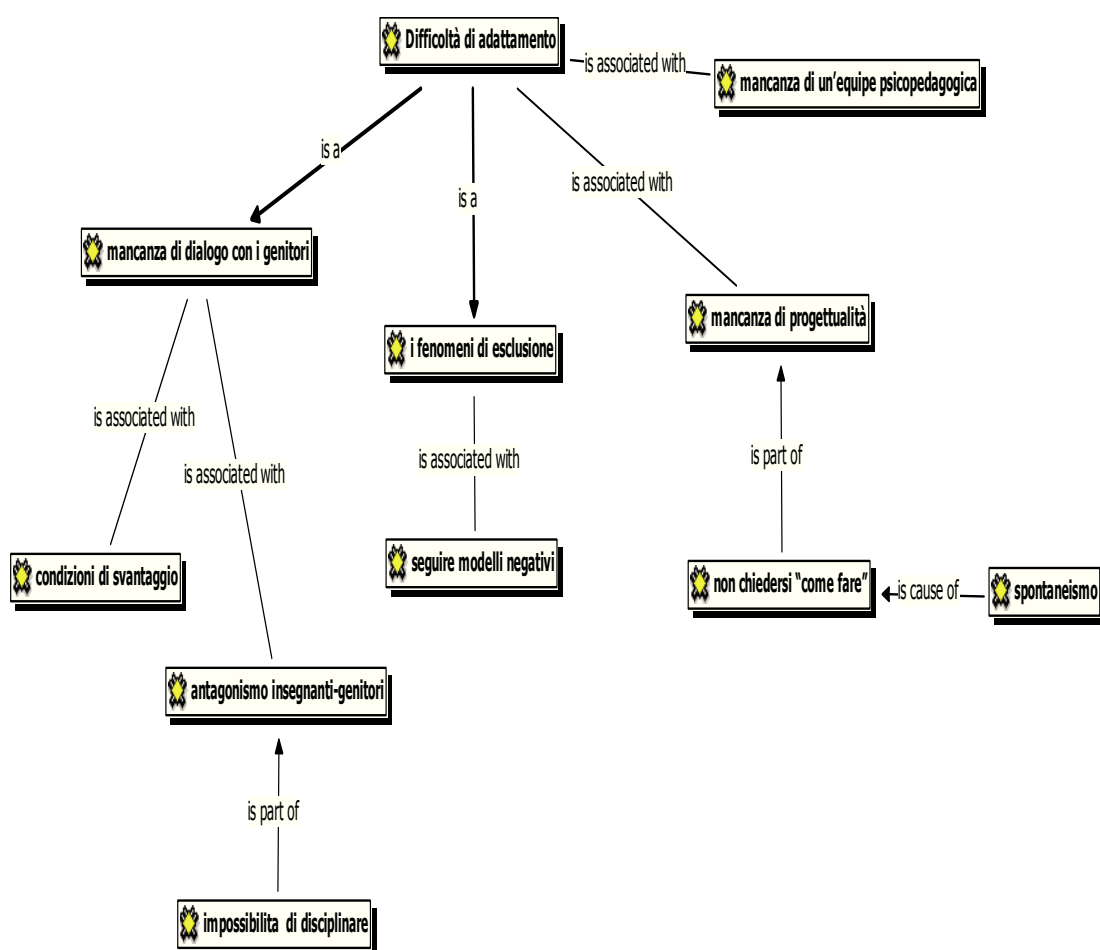 Difficoltà di adattamento
is associated with
mancanza di un’equipe psicopedagogica
is a
is a
is associated with
mancanza di dialogo con i genitori
mancanza di progettualità
i fenomeni di esclusione
is associated with
is associated with
is associated with
is part of
condizioni di svantaggio
seguire modelli negativi
non chiedersi “come fare”
is cause of
spontaneismo
antagonismo insegnanti-genitori
is part of
impossibilita di disciplinare